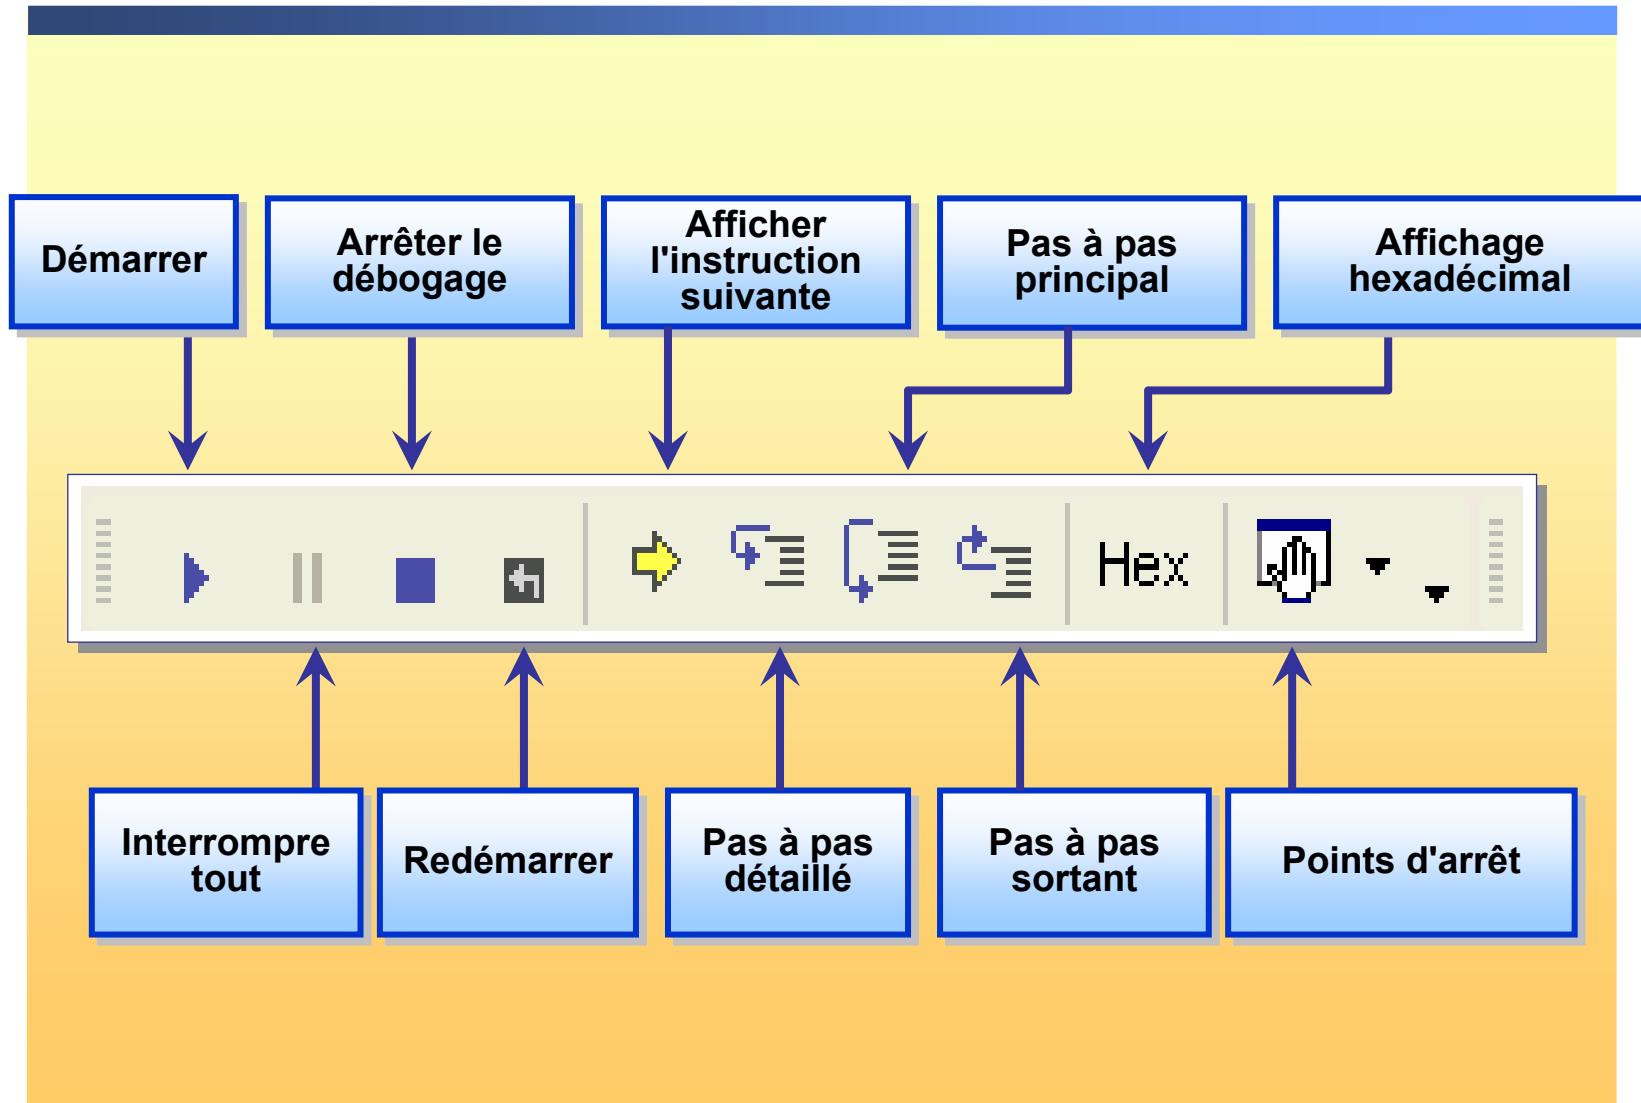 Démarrer
Arrêter le
débogage
Afficher
l'instruction
suivante
Pas à pas
principal
Affichage
hexadécimal
Hex
Interrompre
tout
Redémarrer
Pas à pas
détaillé
Pas à pas
sortant
Points d'arrêt